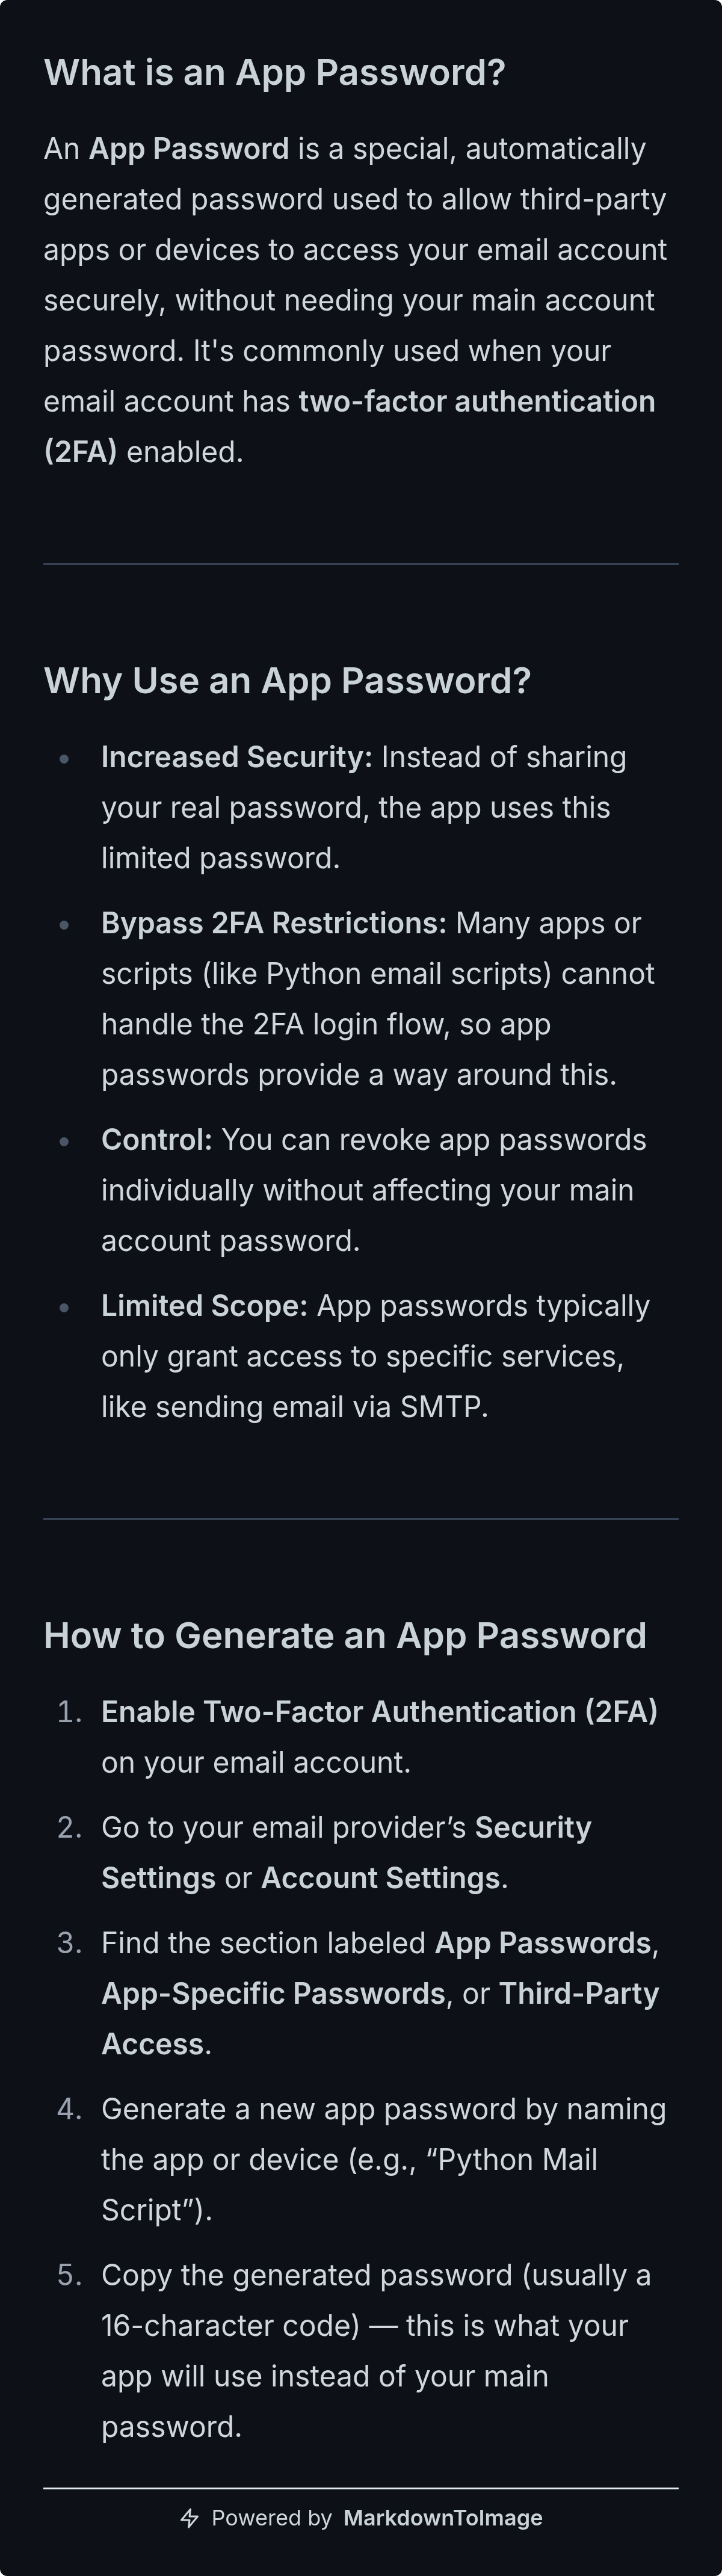 What is an App Password?
An App Password is a special, automatically
generated password used to allow third-party
apps or devices to access your email account
securely, without needing your main account
password. It's commonly used when your
email account has two-factor authentication
(2FA) enabled.
Why Use an App Password?
• Increased Security: Instead of sharing
your real password, the app uses this
limited password.
• Bypass 2FA Restrictions: Many apps or
scripts (like Python email scripts) cannot
handle the 2FA login flow, so app
passwords provide a way around this.
• Control: You can revoke app passwords
individually without affecting your main
account password.
• Limited Scope: App passwords typically
only grant access to specific services,
like sending email via SMTP.
How to Generate an App Password
1. Enable Two-Factor Authentication (2FA)
on your email account.
2. Go to your email provider’s Security
Settings or Account Settings.
3. Find the section labeled App Passwords,
App-Specific Passwords, or Third-Party
Access.
4. Generate a new app password by naming
the app or device (e.g., “Python Mail
Script”).
5. Copy the generated password (usually a
16-character code) — this is what your
app will use instead of your main
password.
Powered by MarkdownToImage